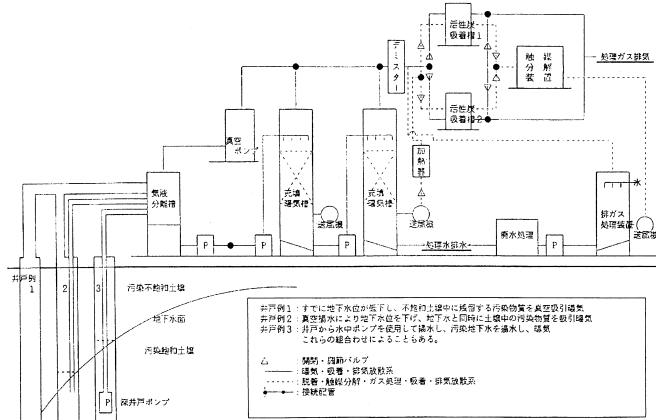 活性炭
吸着槽1
デミスター
触媒
分解
装置
処理ガス排気
活性炭
吸着槽2
真空
ポンプ
加熱器
水
気液
分離槽
充填
曝気槽
送風機
充填
曝気槽
送風機
排ガス
処理装置
送風機
P
P
P
処理水排水
廃水処理
P
井戸例
1
2
3
汚染不飽和土壌
地下水面
汚染飽和土壌
P
深井戸ポンプ
井戸例1:すでに地下水位が低下し、不飽和土壌中に残留する汚染物質を真空吸引曝気
井戸例2:真空揚水により地下水位を下げ、地下水と同時に土壌中の汚染物質を吸引曝気
井戸例3:井戸から水中ポンプを使用して揚水し、汚染地下水を揚水し、曝気
これらの組合わせによることもある。
:開閉・調節バルブ
:曝気・吸着・排気放散系
:脱着・触媒分解・ガス処理・吸着・排気放散系
:接続配管